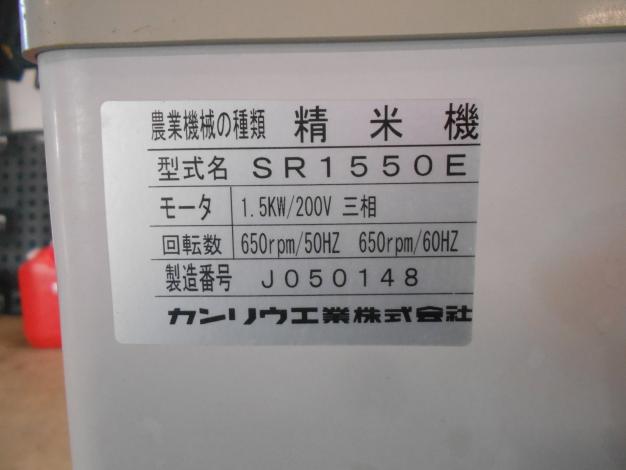 農業機械の種類 精米機
型式名 SR1550E
モータ 1.5KW/200V 三相
回転数 650rpm/50HZ 650rpm/60HZ
製造番号 J050148
カンリウ工業株式会社